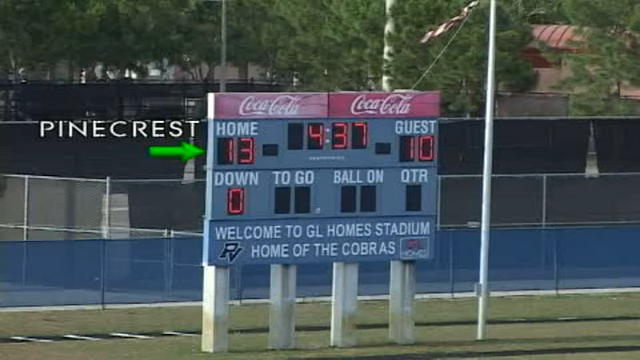 Coca-Cola Coca-Cola
PINECREST
HOME 4:37 GUEST
13 10
DOWN TO GO BALL ON QTR
0
WELCOME TO GL HOMES STADIUM
PV HOME OF THE COBRAS